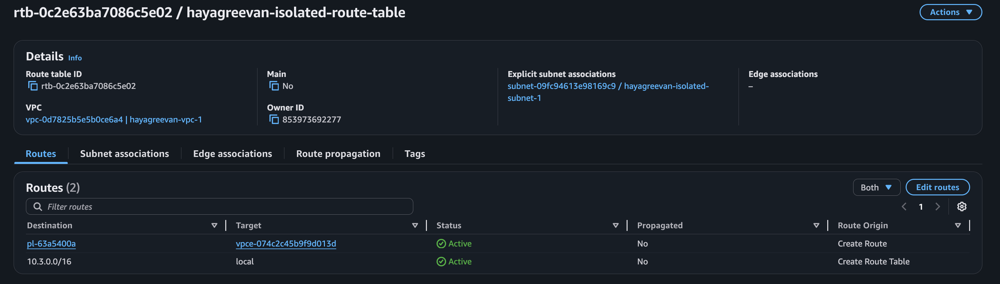 rtb-0c2e63ba7086c5e02 / hayagreevan-isolated-route-table
Actions
Details Info
Route table ID
rtb-0c2e63ba7086c5e02
Main
No
Explicit subnet associations
subnet-09fc94613e98169c9 / hayagreevan-isolated-
subnet-1
Edge associations
–
VPC
vpc-0d7825b5e5b0ce6a4 | hayagreevan-vpc-1
Owner ID
853973692277
Routes Subnet associations Edge associations Route propagation Tags
Routes (2)
Both Edit routes
Filter routes
1
Destination Target Status Propagated Route Origin
pl-63a5400a vpce-074c2c45b9f9d013d Active No Create Route
10.3.0.0/16 local Active No Create Route Table